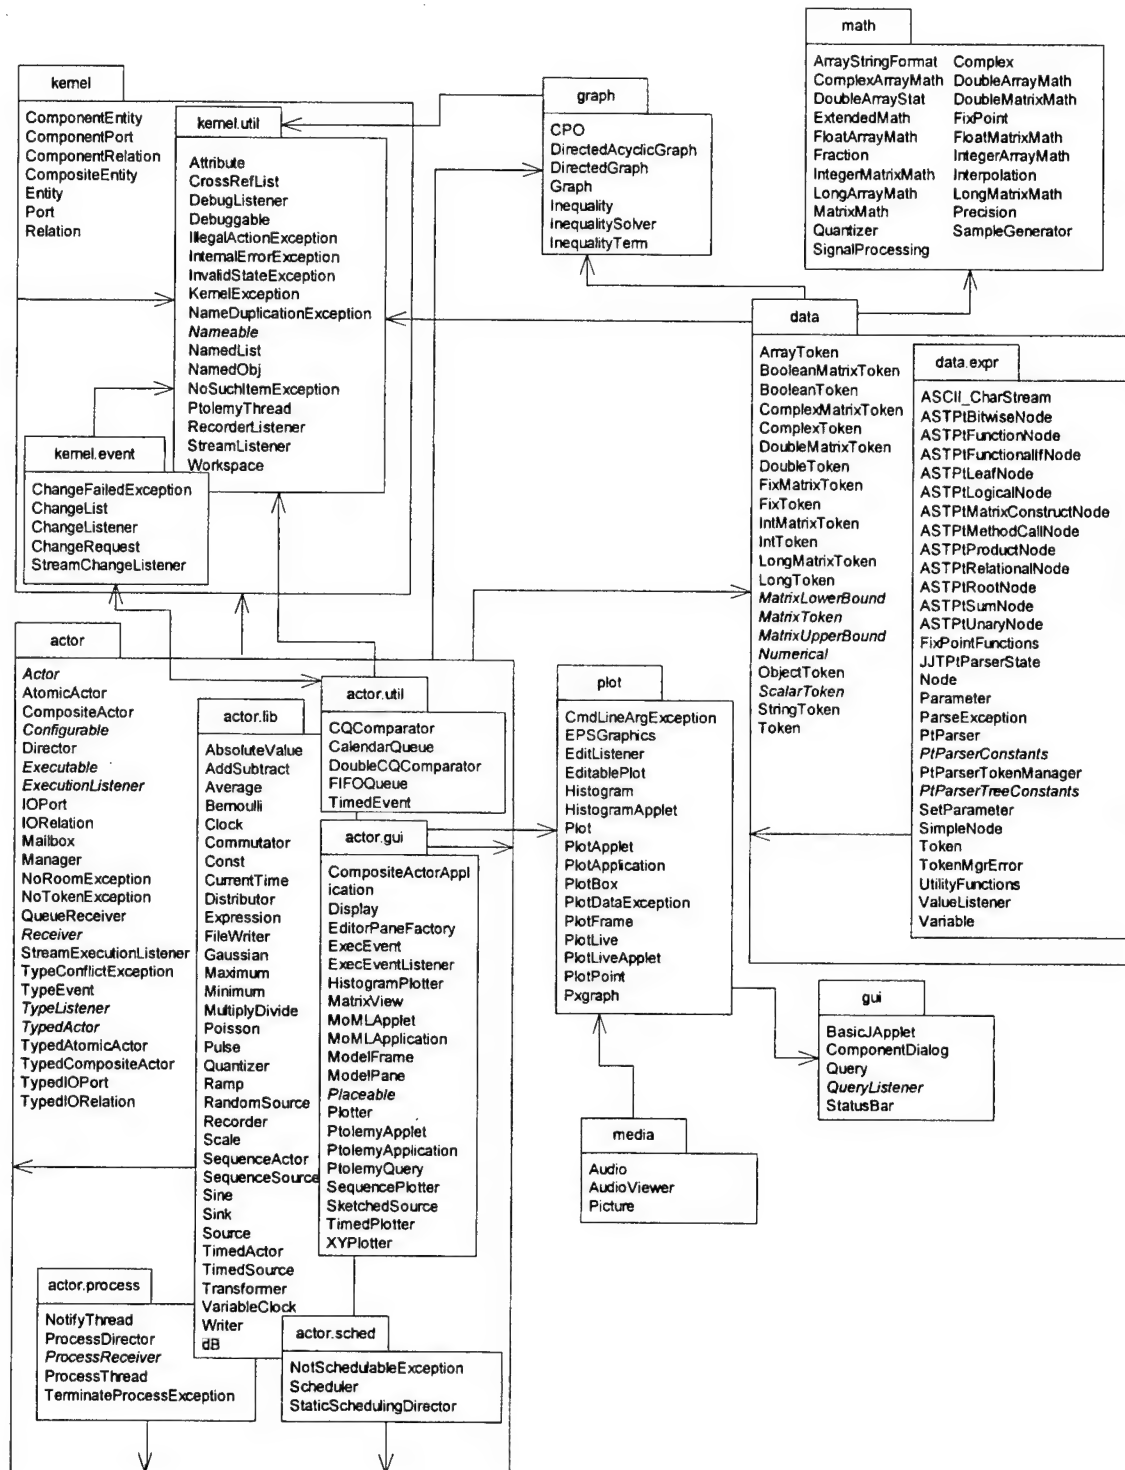 kernel
ComponentEntity
ComponentPort
ComponentRelation
CompositeEntity
Entity
Port
Relation
kernel.util
Attribute
CrossRefList
DebugListener
Debuggable
IllegalActionException
InternalErrorException
InvalidStateException
KernelException
NameDuplicationException
Nameable
NamedList
NamedObj
NoSuchItemException
PtolemyThread
RecorderListener
StreamListener
Workspace
kernel.event
ChangeFailedException
ChangeList
ChangeListener
ChangeRequest
StreamChangeListener
graph
CPO
DirectedAcyclicGraph
DirectedGraph
Graph
Inequality
InequalitySolver
InequalityTerm
math
ArrayStringFormat Complex
ComplexArrayMath DoubleArrayMath
DoubleArrayStat DoubleMatrixMath
ExtendedMath FixPoint
FloatArrayMath FloatMatrixMath
Fraction IntegerArrayMath
IntegerMatrixMath Interpolation
LongArrayMath LongMatrixMath
MatrixMath Precision
Quantizer SampleGenerator
SignalProcessing
data
ArrayToken
BooleanMatrixToken
BooleanToken
ComplexMatrixToken
ComplexToken
DoubleMatrixToken
DoubleToken
FixMatrixToken
FixToken
IntMatrixToken
IntToken
LongMatrixToken
LongToken
MatrixLowerBound
MatrixToken
MatrixUpperBound
Numerical
ObjectToken
ScalarToken
StringToken
Token
data.expr
ASCII_CharStream
ASTPtBitwiseNode
ASTPtFunctionNode
ASTPtFunctionalIfNode
ASTPtLeafNode
ASTPtLogicalNode
ASTPtMatrixConstructNode
ASTPtMethodCallNode
ASTPtProductNode
ASTPtRelationalNode
ASTPtRootNode
ASTPtSumNode
ASTPtUnaryNode
FixPointFunctions
JJTPtParserState
Node
Parameter
ParseException
PtParser
PtParserConstants
PtParserTokenManager
PtParserTreeConstants
SetParameter
SimpleNode
Token
TokenMgrError
UtilityFunctions
ValueListener
Variable
actor
Actor
AtomicActor
CompositeActor
Configurable
Director
Executable
ExecutionListener
IOPort
IORelation
Mailbox
Manager
NoRoomException
NoTokenException
QueueReceiver
Receiver
StreamExecutionListener
TypeConflictException
TypeEvent
TypeListener
TypedActor
TypedAtomicActor
TypedCompositeActor
TypedIOPort
TypedIORelation
actor.lib
AbsoluteValue
AddSubtract
Average
Bernoulli
Clock
Commutator
Const
CurrentTime
Distributor
Expression
FileWriter
Gaussian
Maximum
Minimum
MultiplyDivide
Poisson
Pulse
Quantizer
Ramp
RandomSource
Recorder
Scale
SequenceActor
SequenceSource
Sine
Sink
Source
TimedActor
TimedSource
Transformer
VariableClock
Writer
dB
actor.util
CQComparator
CalendarQueue
DoubleCQComparator
FIFOQueue
TimedEvent
actor.gui
CompositeActorAppl
ication
Display
EditorPaneFactory
ExecEvent
ExecEventListener
HistogramPlotter
MatrixView
MoMLApplet
MoMLApplication
ModelFrame
ModelPane
Placeable
Plotter
PtolemyApplet
PtolemyApplication
PtolemyQuery
SequencePlotter
SketchedSource
TimedPlotter
XYPlotter
plot
CmdLineArgException
EPSGraphics
EditListener
EditablePlot
Histogram
HistogramApplet
Plot
PlotApplet
PlotApplication
PlotBox
PlotDataException
PlotFrame
PlotLive
PlotLiveApplet
PlotPoint
Pxgraph
gui
BasicJApplet
ComponentDialog
Query
QueryListener
StatusBar
media
Audio
AudioViewer
Picture
actor.process
NotifyThread
ProcessDirector
ProcessReceiver
ProcessThread
TerminateProcessException
actor.sched
NotSchedulableException
Scheduler
StaticSchedulingDirector